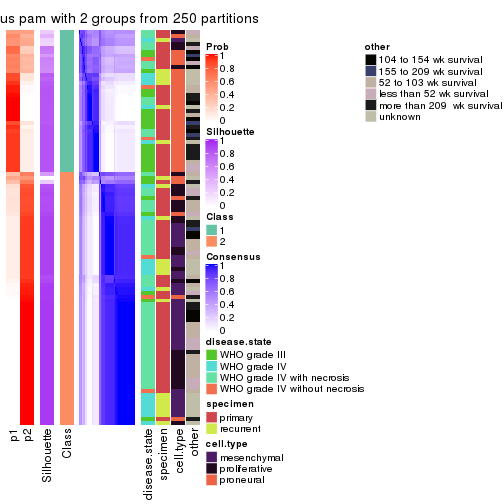 us pam with 2 groups from 250 partitions
Prob
1
0.8
0.6
0.4
0.2
0
Silhouette
1
0.8
0.6
0.4
0.2
0
Class
1
2
Consensus
1
0.8
0.6
0.4
0.2
0
disease.state
WHO grade III
WHO grade IV
WHO grade IV with necrosis
WHO grade IV without necrosis
specimen
primary
recurrent
cell.type
mesenchymal
proliferative
proneural
other
104 to 154 wk survival
155 to 209 wk survival
52 to 103 wk survival
less than 52 wk survival
more than 209  wk survival
unknown
p1
p2
Silhouette
Class
disease.state
specimen
cell.type
other